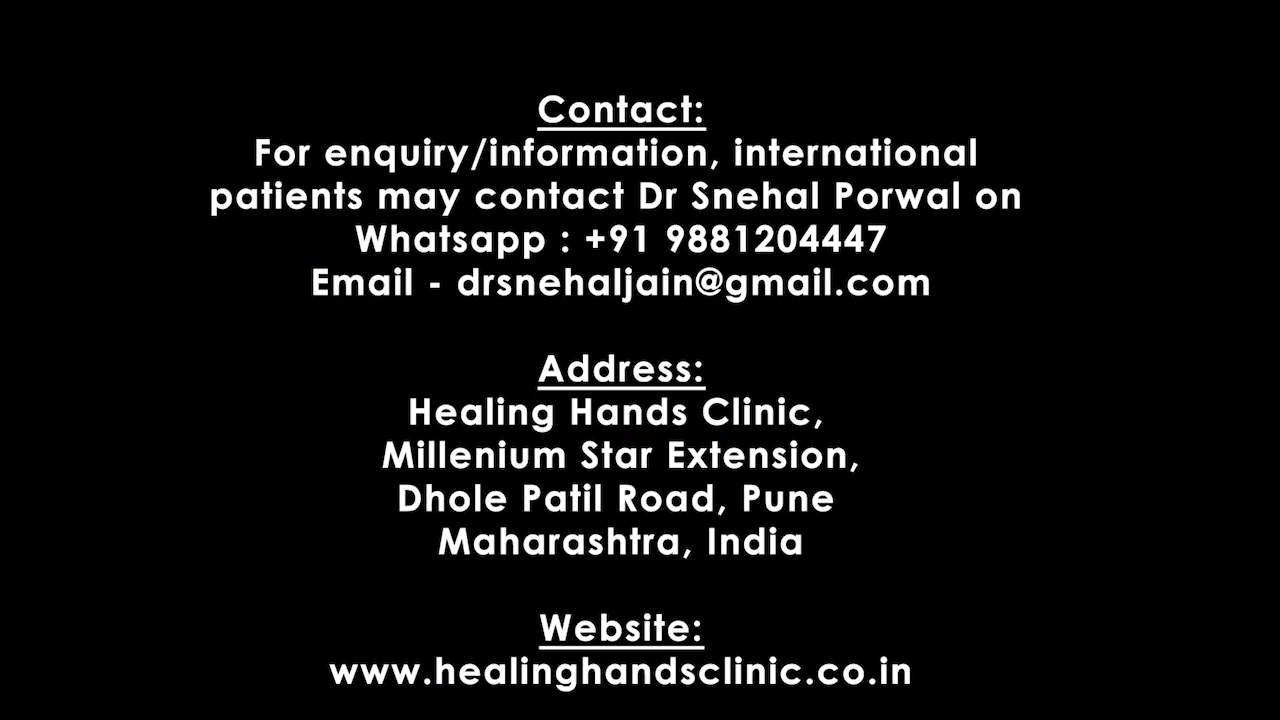 Contact:
For enquiry/information, international
patients may contact Dr Snehal Porwal on
Whatsapp : +91 9881204447
Email - drsnehaljain@gmail.com
Address:
Healing Hands Clinic,
Millenium Star Extension,
Dhole Patil Road, Pune
Maharashtra, India
Website:
www.healinghandsclinic.co.in